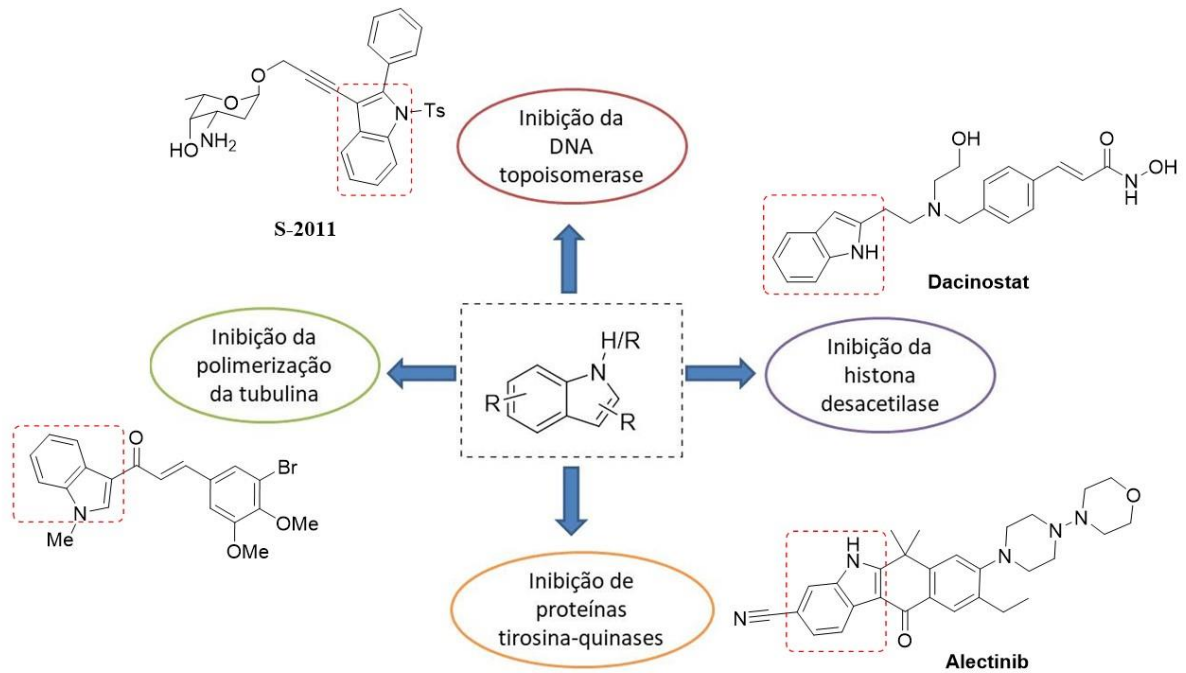 O
O
Ts
N
HO
NH₂
S-2011
Inibição da
DNA
topoisomerase
OH
N
O
OH
N
H
NH
Dacinostat
Inibição da
polimerização
da tubulina
H/R
N
R
R
Inibição da
histona
desacetilase
O
Br
N
Me
OMe
OMe
Inibição de
proteínas
tirosina-quinases
O
N
N
N
H
N
N
O
Alectinib